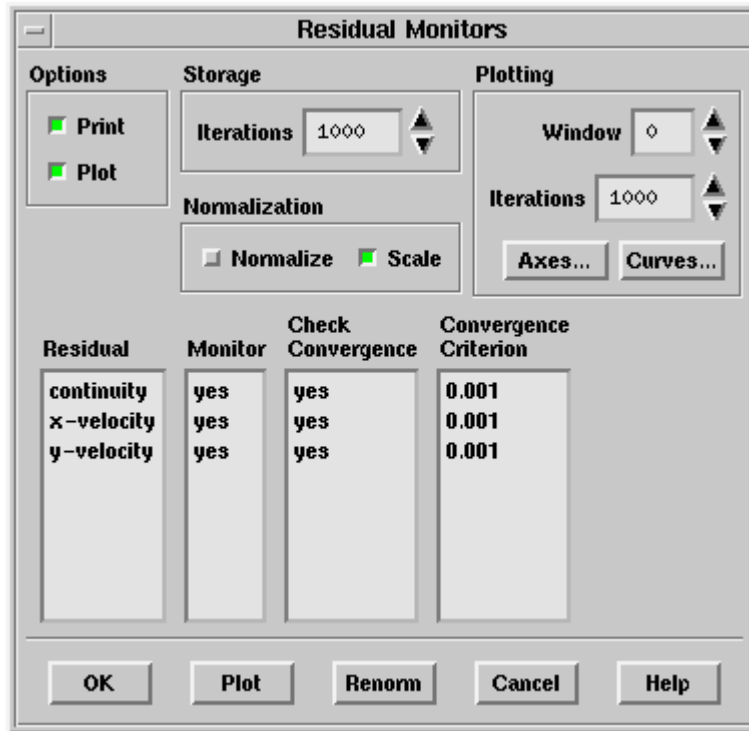 Residual Monitors
Options
Print
Plot
Storage
Iterations 1000
Normalization
Normalize Scale
Plotting
Window 0
Iterations 1000
Axes... Curves...
Residual Monitor Check Convergence Convergence Criterion
continuity yes yes 0.001
x-velocity yes yes 0.001
y-velocity yes yes 0.001
OK Plot Renorm Cancel Help